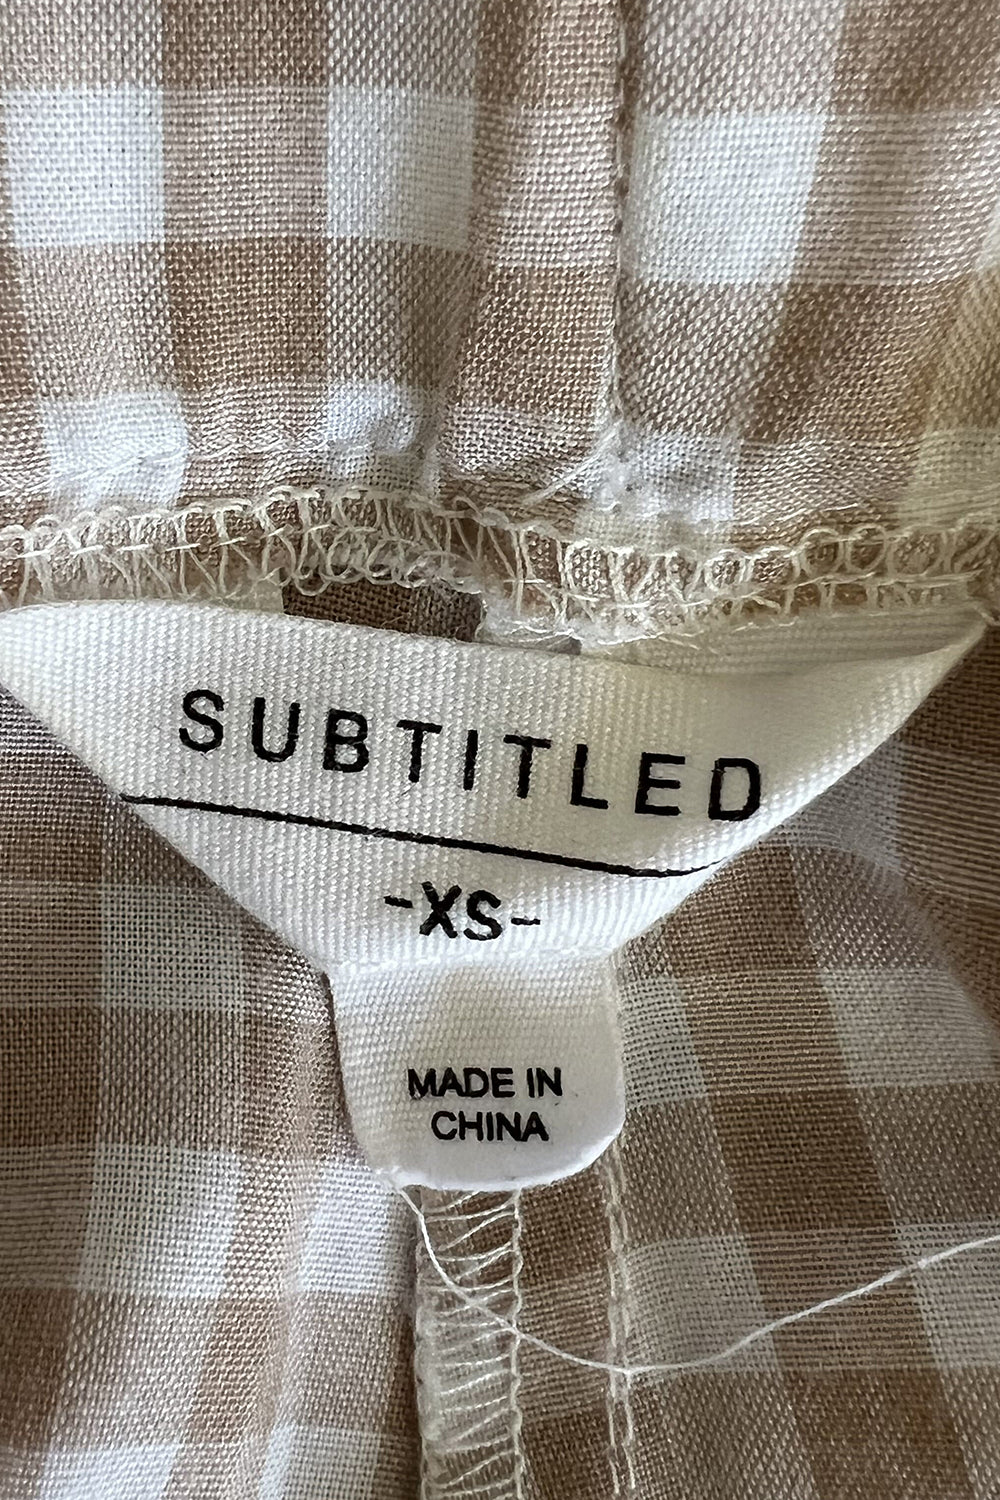 SUBTITLED
-XS-
MADE IN
CHINA